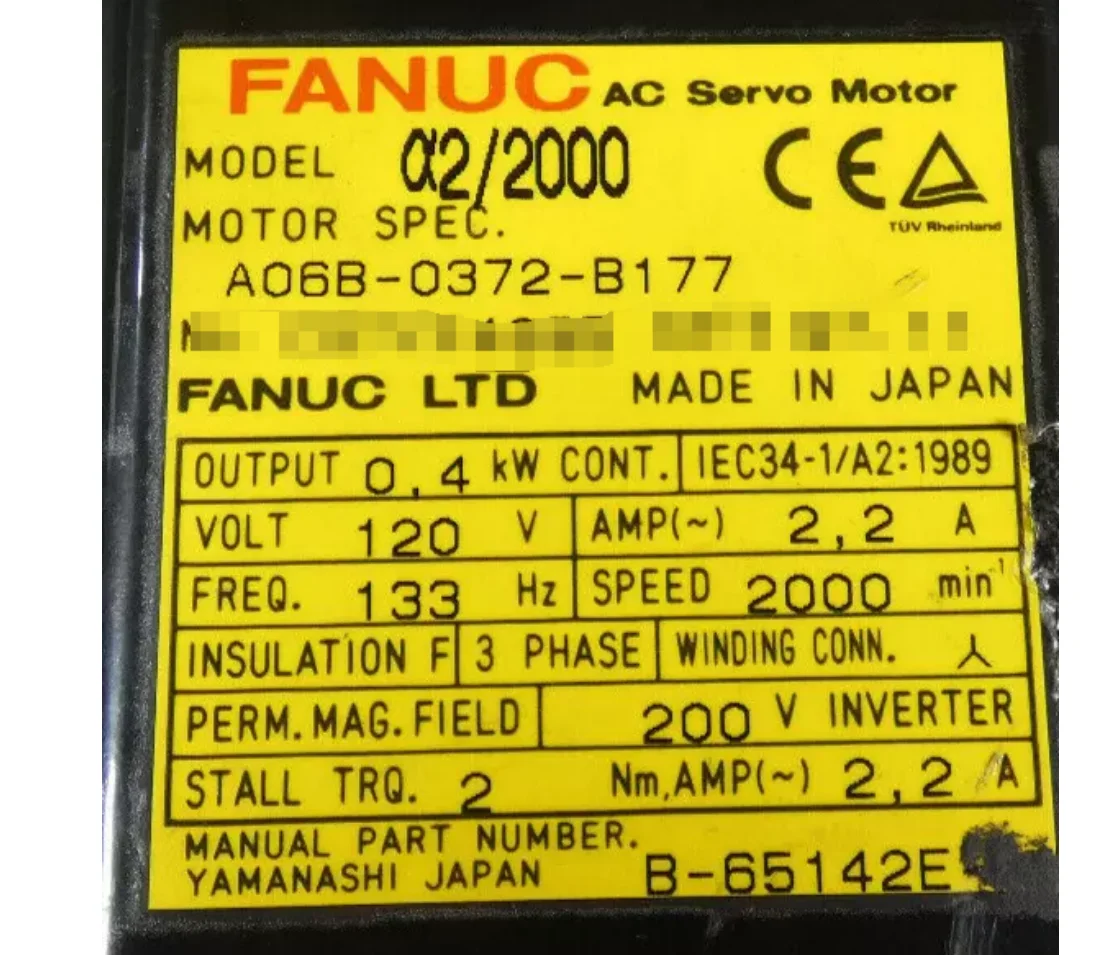 FANUC AC Servo Motor
MODEL α2/2000
CE
TÜV Rheinland
MOTOR SPEC.
A06B-0372-B177
FANUC LTD MADE IN JAPAN
OUTPUT 0,4 kW CONT. IEC34-1/A2:1989
VOLT 120 V AMP(~) 2,2 A
FREQ. 133 Hz SPEED 2000 min⁻¹
INSULATION F 3 PHASE WINDING CONN. 人
PERM.MAG.FIELD 200 V INVERTER
STALL TRQ. 2 Nm,AMP(~) 2,2 A
MANUAL PART NUMBER.
YAMANASHI JAPAN B-65142E